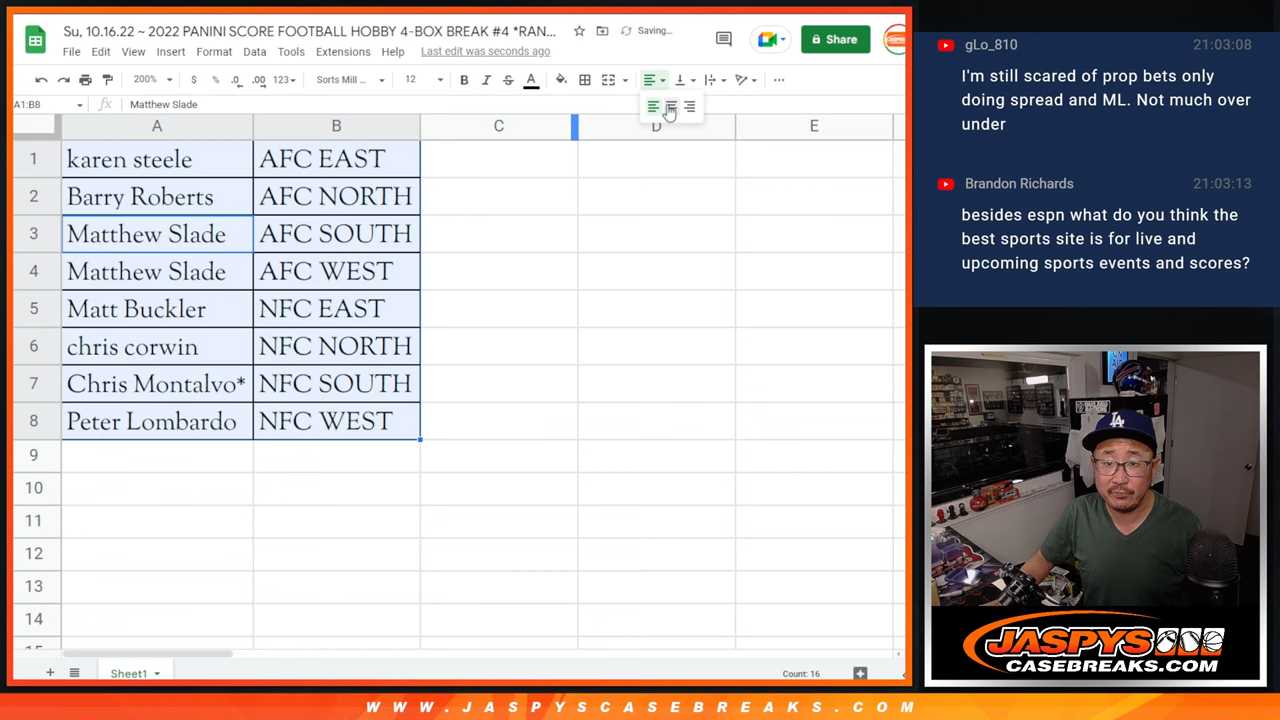 Su, 10.16.22 ~ 2022 PANINI SCORE FOOTBALL HOBBY 4-BOX BREAK #4 *RAN...
Saving...
Share
File Edit View Insert Format Data Tools Extensions Help Last edit was seconds ago
200% $ % .0 .00 123 Sorts Mill ... 12 B I S A
A1:B8 fx Matthew Slade
A B C D E
1 karen steele AFC EAST
2 Barry Roberts AFC NORTH
3 Matthew Slade AFC SOUTH
4 Matthew Slade AFC WEST
5 Matt Buckler NFC EAST
6 chris corwin NFC NORTH
7 Chris Montalvo* NFC SOUTH
8 Peter Lombardo NFC WEST
9
10
11
12
13
14
Sheet1
Count: 16
gLo_810 21:03:08
I'm still scared of prop bets only
doing spread and ML. Not much over
under
Brandon Richards 21:03:13
besides espn what do you think the
best sports site is for live and
upcoming sports events and scores?
LA
JASPYS
CASEBREAKS.COM
WWW.JASPYSCASEBREAKS.COM